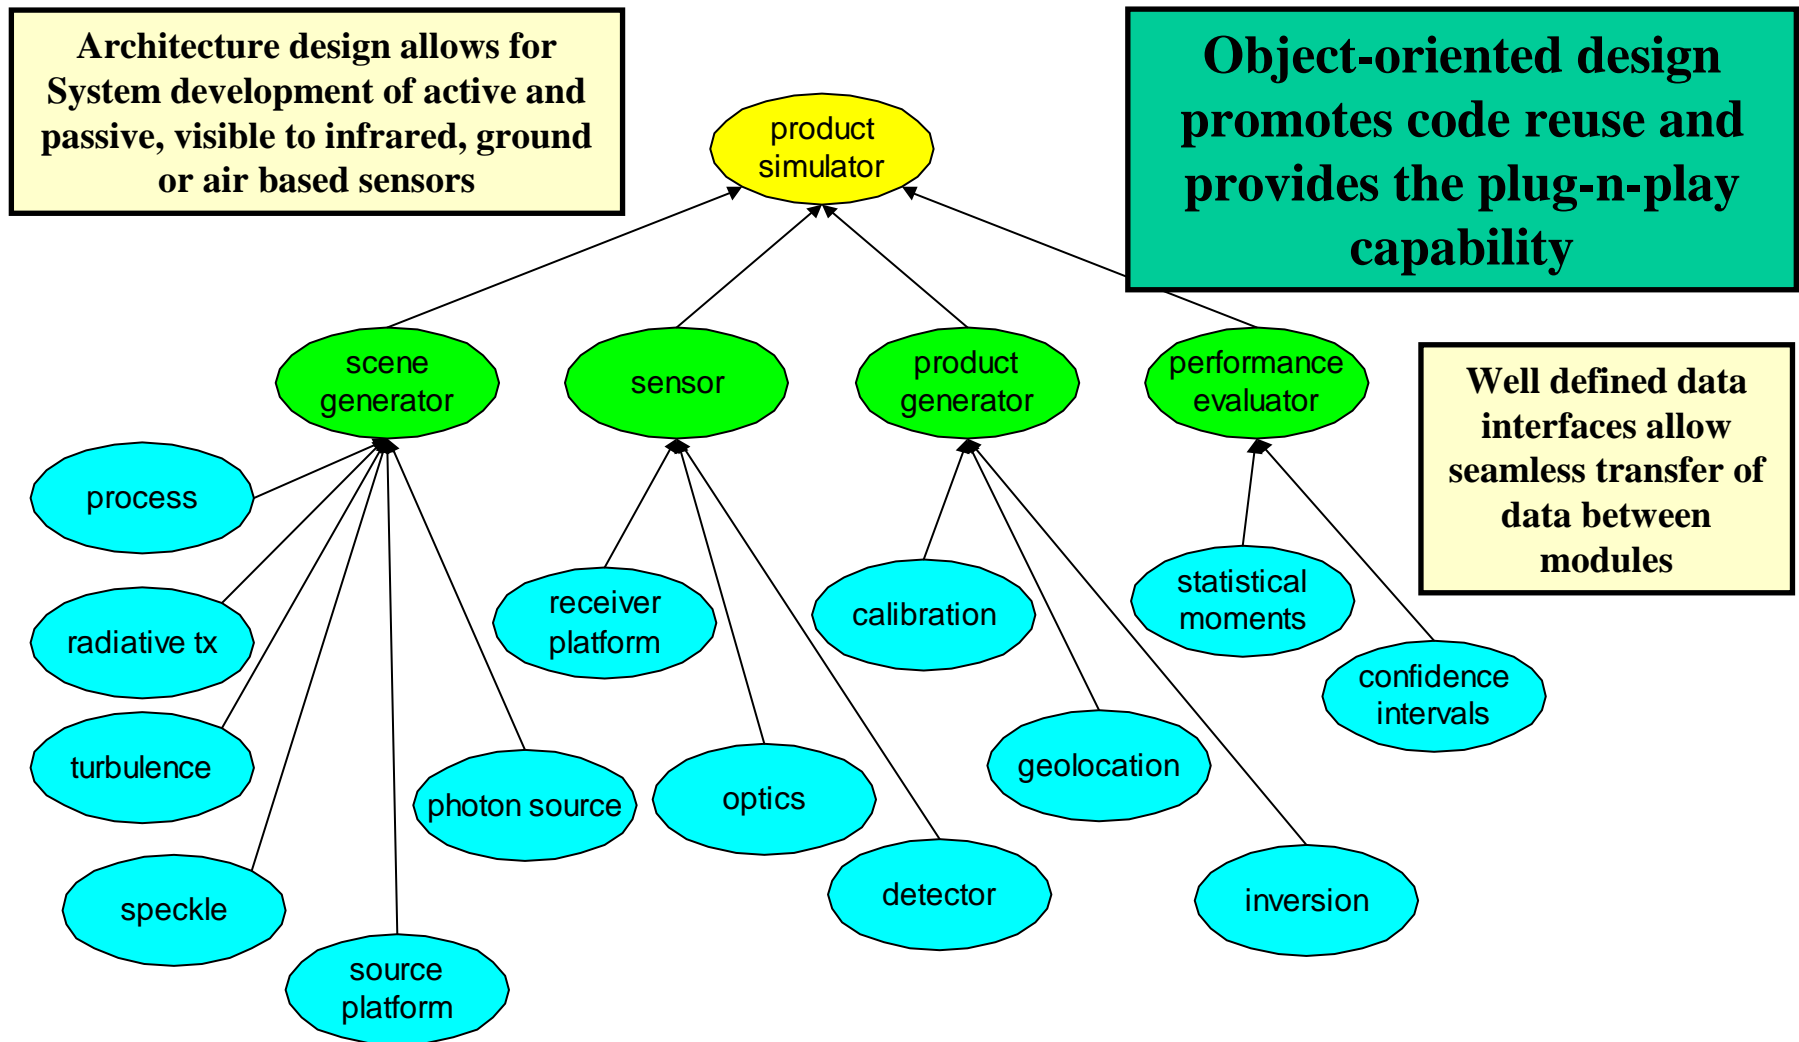 Architecture design allows for
System development of active and
passive, visible to infrared, ground
or air based sensors
Object-oriented design
promotes code reuse and
provides the plug-n-play
capability
product
simulator
scene
generator
sensor
product
generator
performance
evaluator
Well defined data
interfaces allow
seamless transfer of
data between
modules
process
radiative tx
turbulence
speckle
source
platform
photon source
receiver
platform
optics
detector
calibration
geolocation
inversion
statistical
moments
confidence
intervals